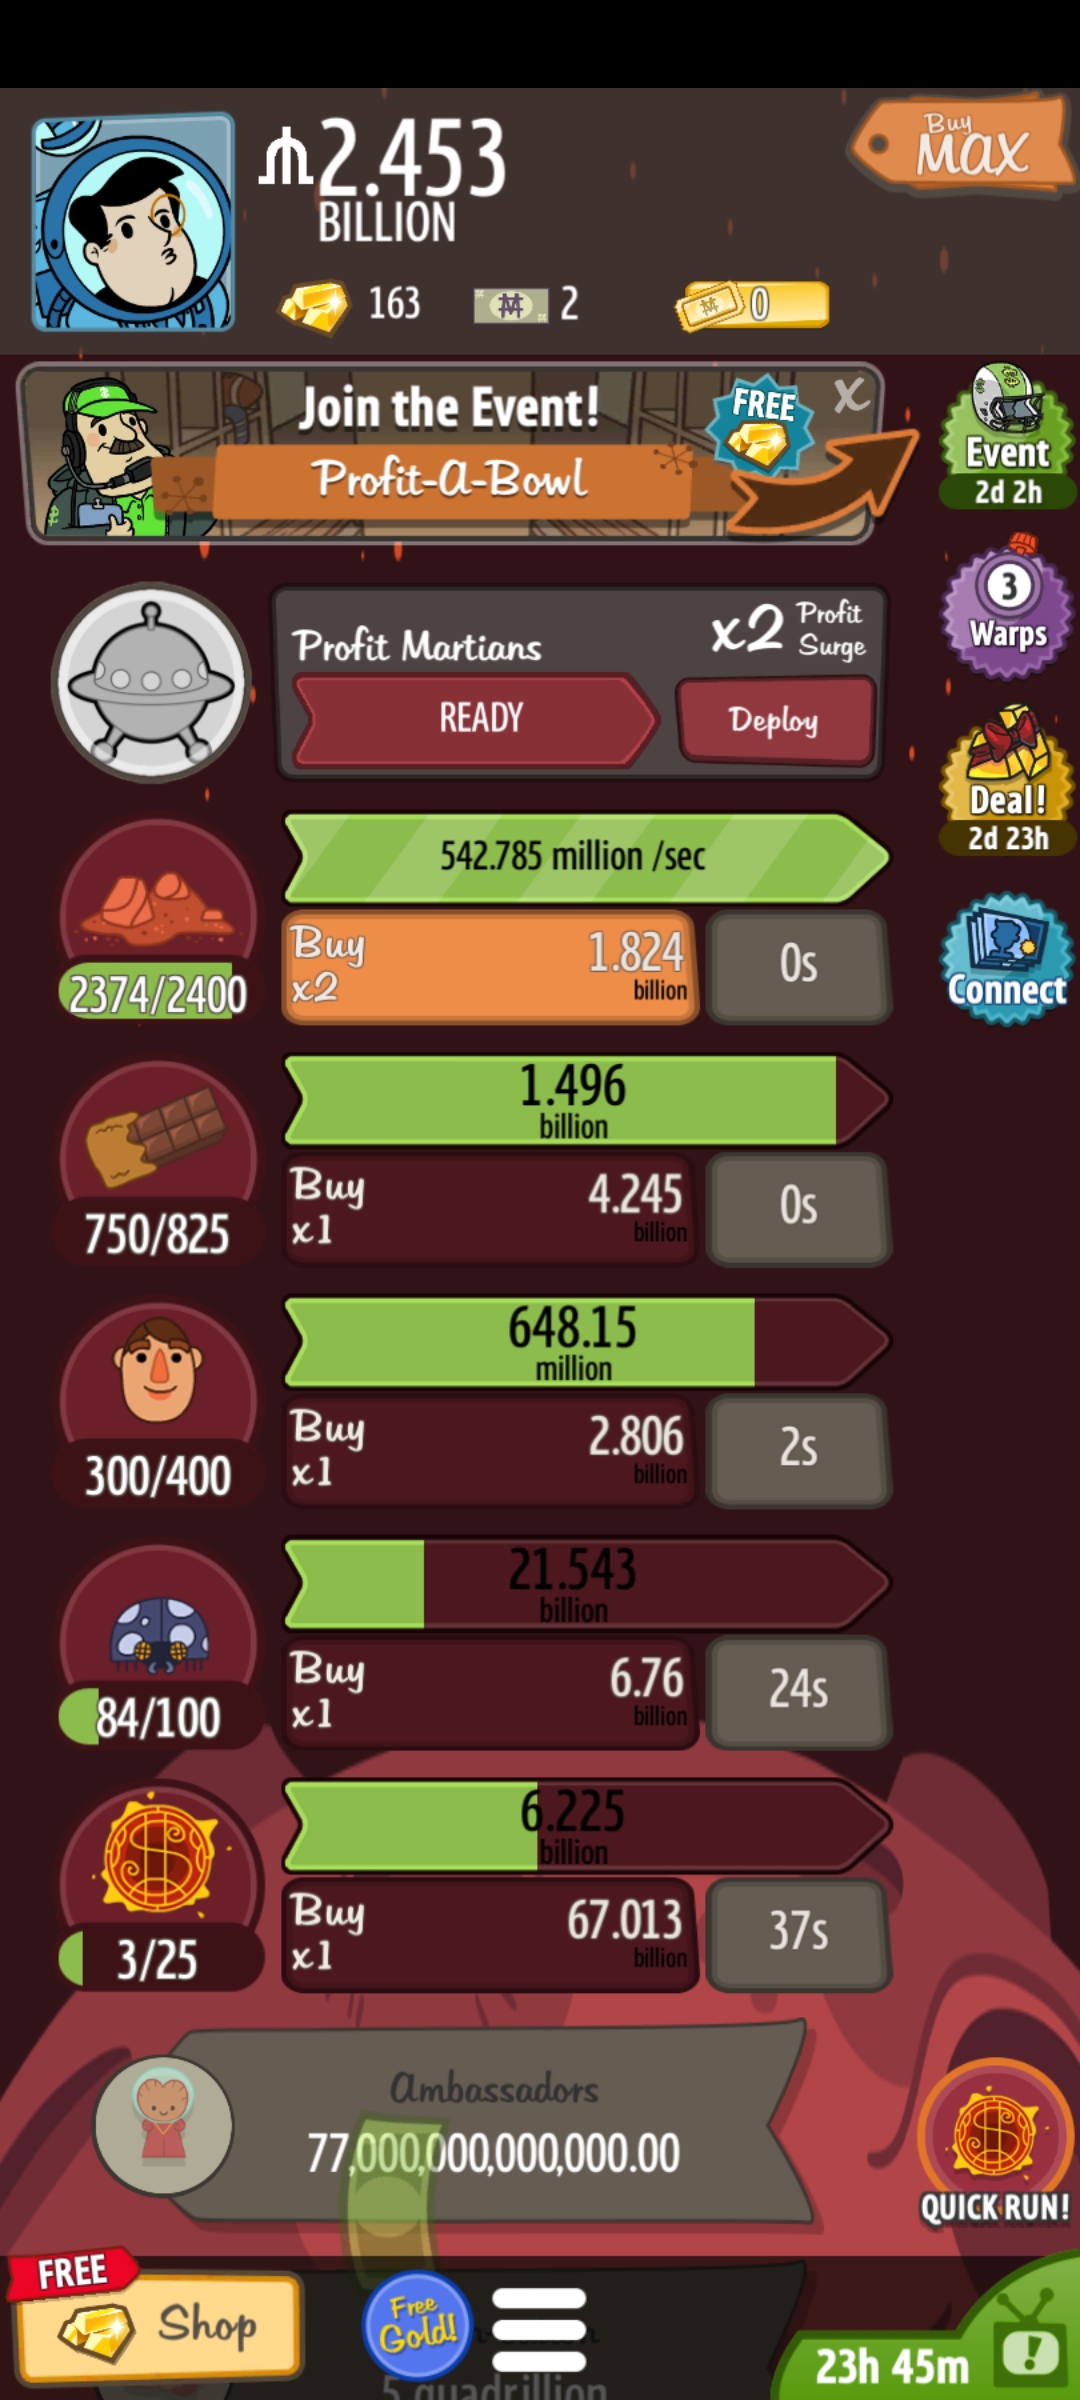 2.453
BILLION
Buy
MAX
163
2
0
Join the Event!
FREE
X
Profit-A-Bowl
Event
2d 2h
3
Warps
Profit Martians
x2 Profit
Surge
READY
Deploy
Deal!
2d 23h
542.785 million /sec
Buy
x2
1.824
billion
0s
2374/2400
Connect
1.496
billion
Buy
x1
4.245
billion
0s
750/825
648.15
million
Buy
x1
2.806
billion
2s
300/400
21.543
billion
Buy
x1
6.76
billion
24s
84/100
6.225
billion
Buy
x1
67.013
billion
37s
3/25
Ambassadors
77,000,000,000,000.00
QUICK RUN!
FREE
Shop
Free
Gold!
23h 45m
5 quadrillion